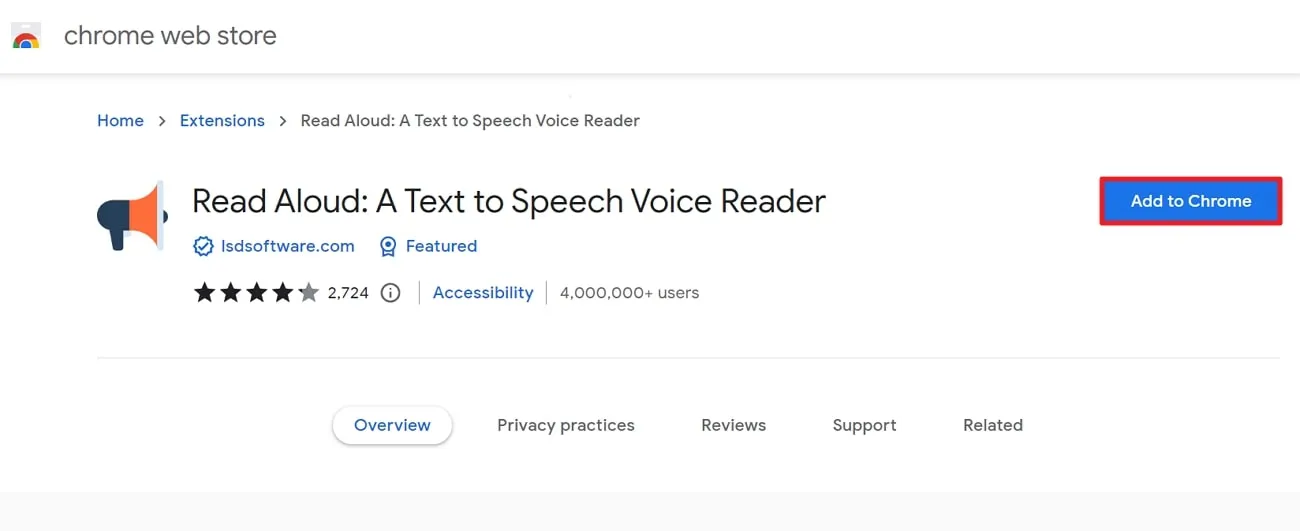 chrome web store
Home > Extensions > Read Aloud: A Text to Speech Voice Reader
Read Aloud: A Text to Speech Voice Reader
Add to Chrome
lsdsoftware.com Featured
2,724 Accessibility 4,000,000+ users
Overview Privacy practices Reviews Support Related